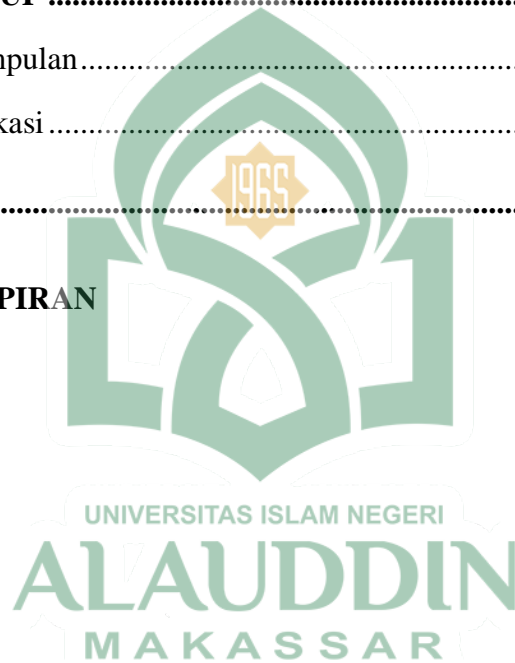 UP ........................................................
mpulan........................................................
kasi ........................................................
1965
........................................................
PIRAN
UNIVERSITAS ISLAM NEGERI
ALAUDDIN
MAKASSAR